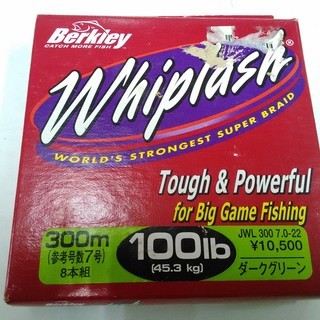 Berkley®
CATCH MORE FISH™
Whiplash®
WORLD'S STRONGEST SUPER BRAID
Tough & Powerful
for Big Game Fishing
300m
(参考号数7号)
8本組
100lb
(45.3 kg)
JWL 300 7.0-22
¥10,500
ダークグリーン